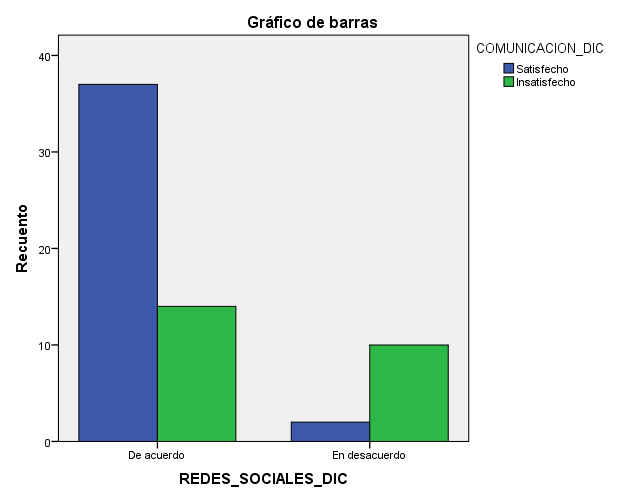 Gráfico de barras
COMUNICACION_DIC
Satisfecho
Insatisfecho
Recuento
40
30
20
10
0
De acuerdo
En desacuerdo
REDES_SOCIALES_DIC